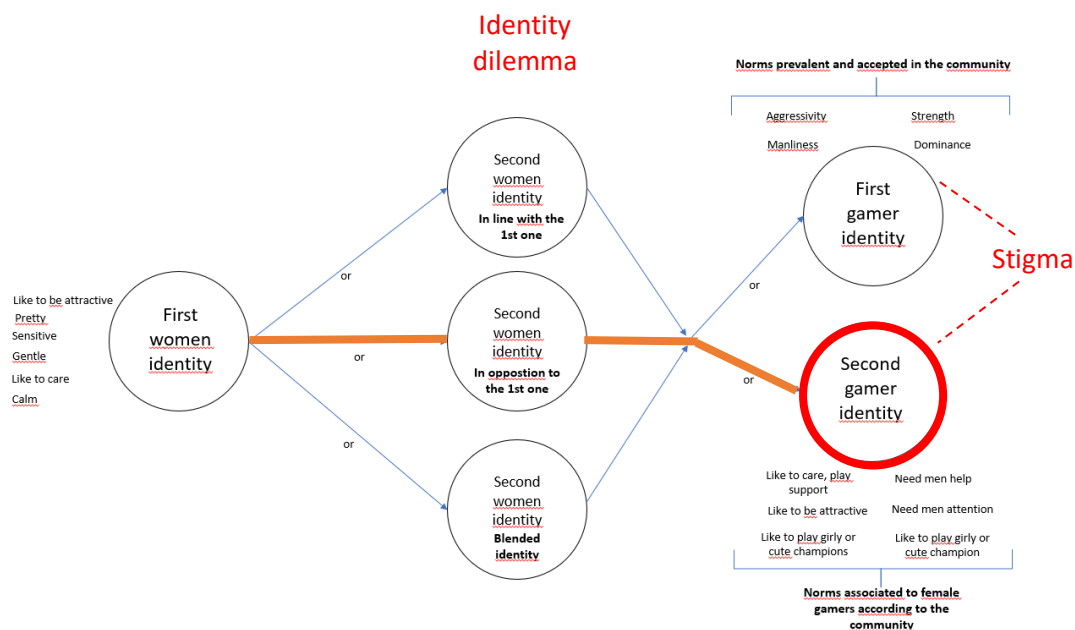 Identity
dilemma
Norms prevalent and accepted in the community
Aggressivity
Strength
Manliness
Dominance
First
gamer
identity
Stigma
Second
women
identity
In line with the
1st one
or
or
Like to be attractive
Pretty
Sensitive
Gentle
Like to care
Calm
First
women
identity
or
Second
women
identity
In oppostion to
the 1st one
or
Second
gamer
identity
or
Second
women
identity
Blended
identity
Like to care, play
support
Need men help
Like to be attractive
Need men attention
Like to play girly or
cute champions
Like to play girly or
cute champion
Norms associated to female
gamers according to the
community